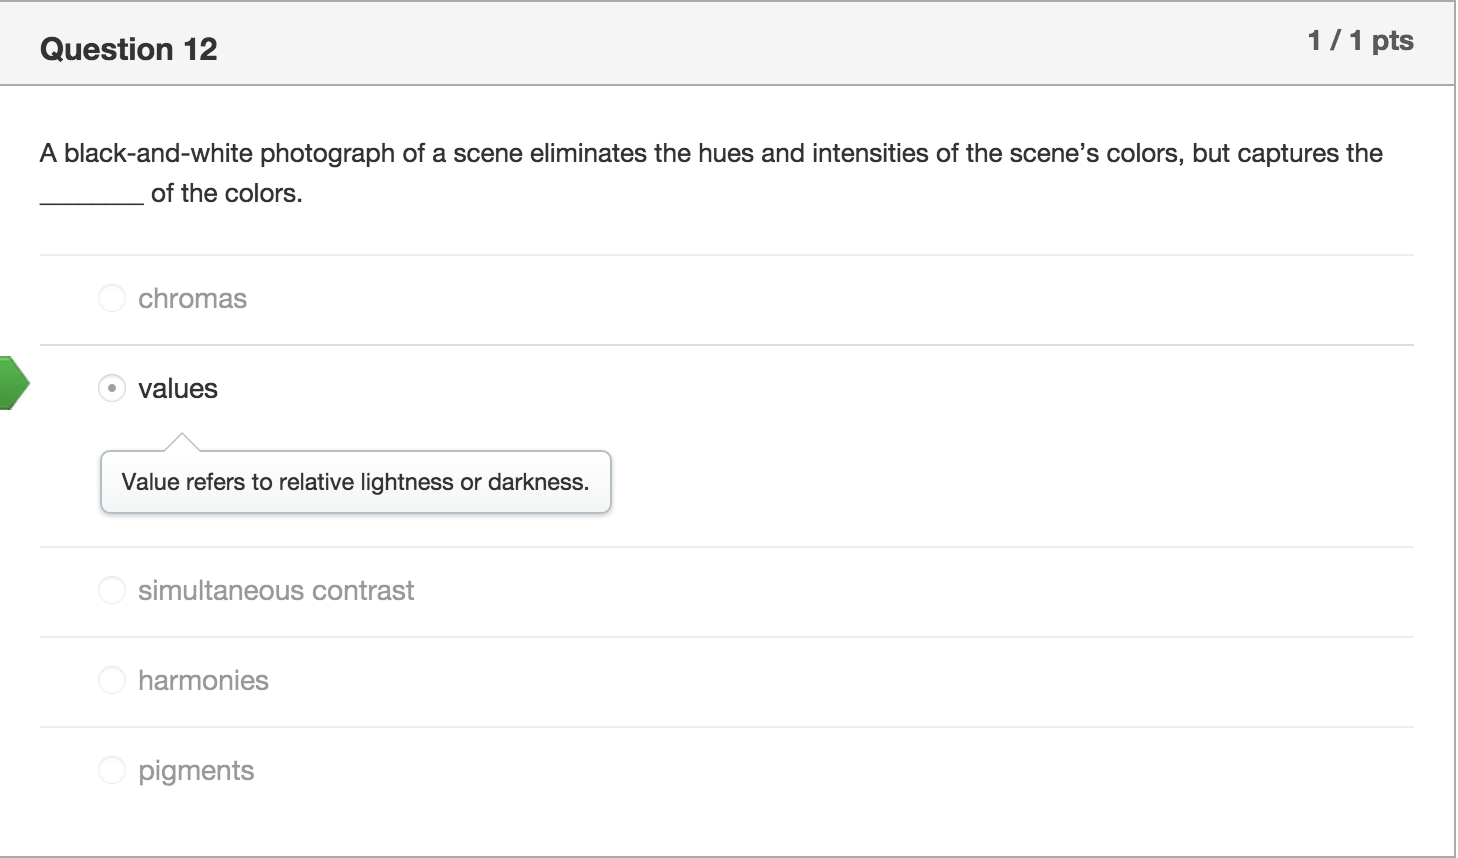 Question 12
1 / 1 pts
A black-and-white photograph of a scene eliminates the hues and intensities of the scene’s colors, but captures the
________ of the colors.
chromas
values
Value refers to relative lightness or darkness.
simultaneous contrast
harmonies
pigments